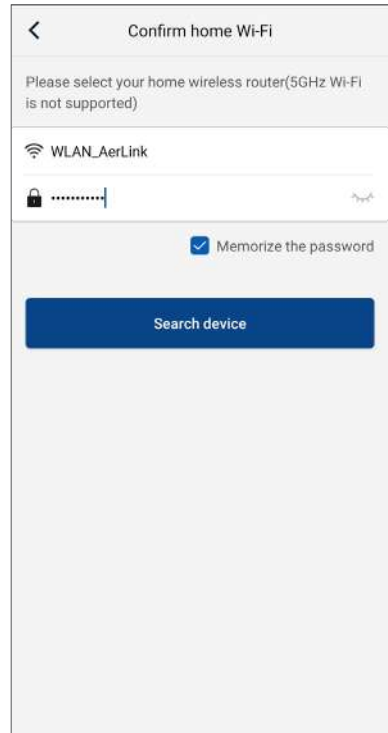 Confirm home Wi-Fi
Please select your home wireless router(5GHz Wi-Fi
is not supported)
WLAN_AerLink
•••••••••••
Memorize the password
Search device